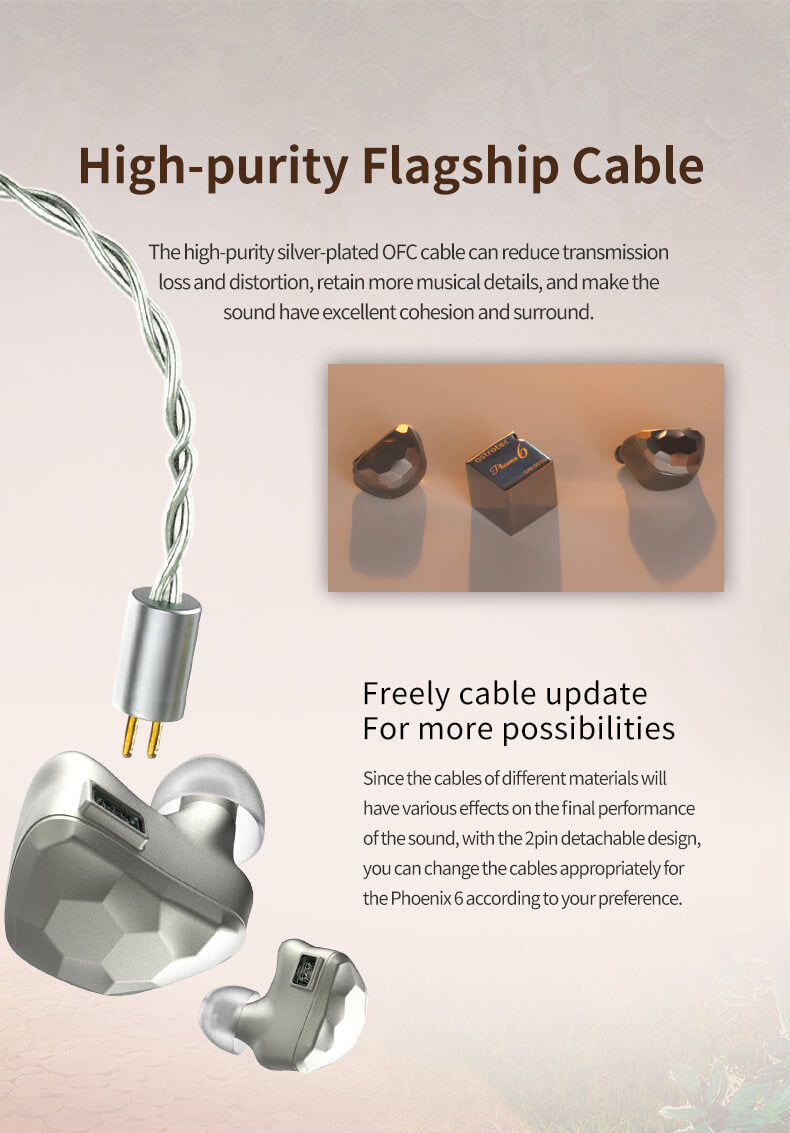 High-purity Flagship Cable
The high-purity silver-plated OFC cable can reduce transmission
loss and distortion, retain more musical details, and make the
sound have excellent cohesion and surround.
ostrotec
Phoenix 6
Freely cable update
For more possibilities
Since the cables of different materials will
have various effects on the final performance
of the sound, with the 2pin detachable design,
you can change the cables appropriately for
the Phoenix 6 according to your preference.